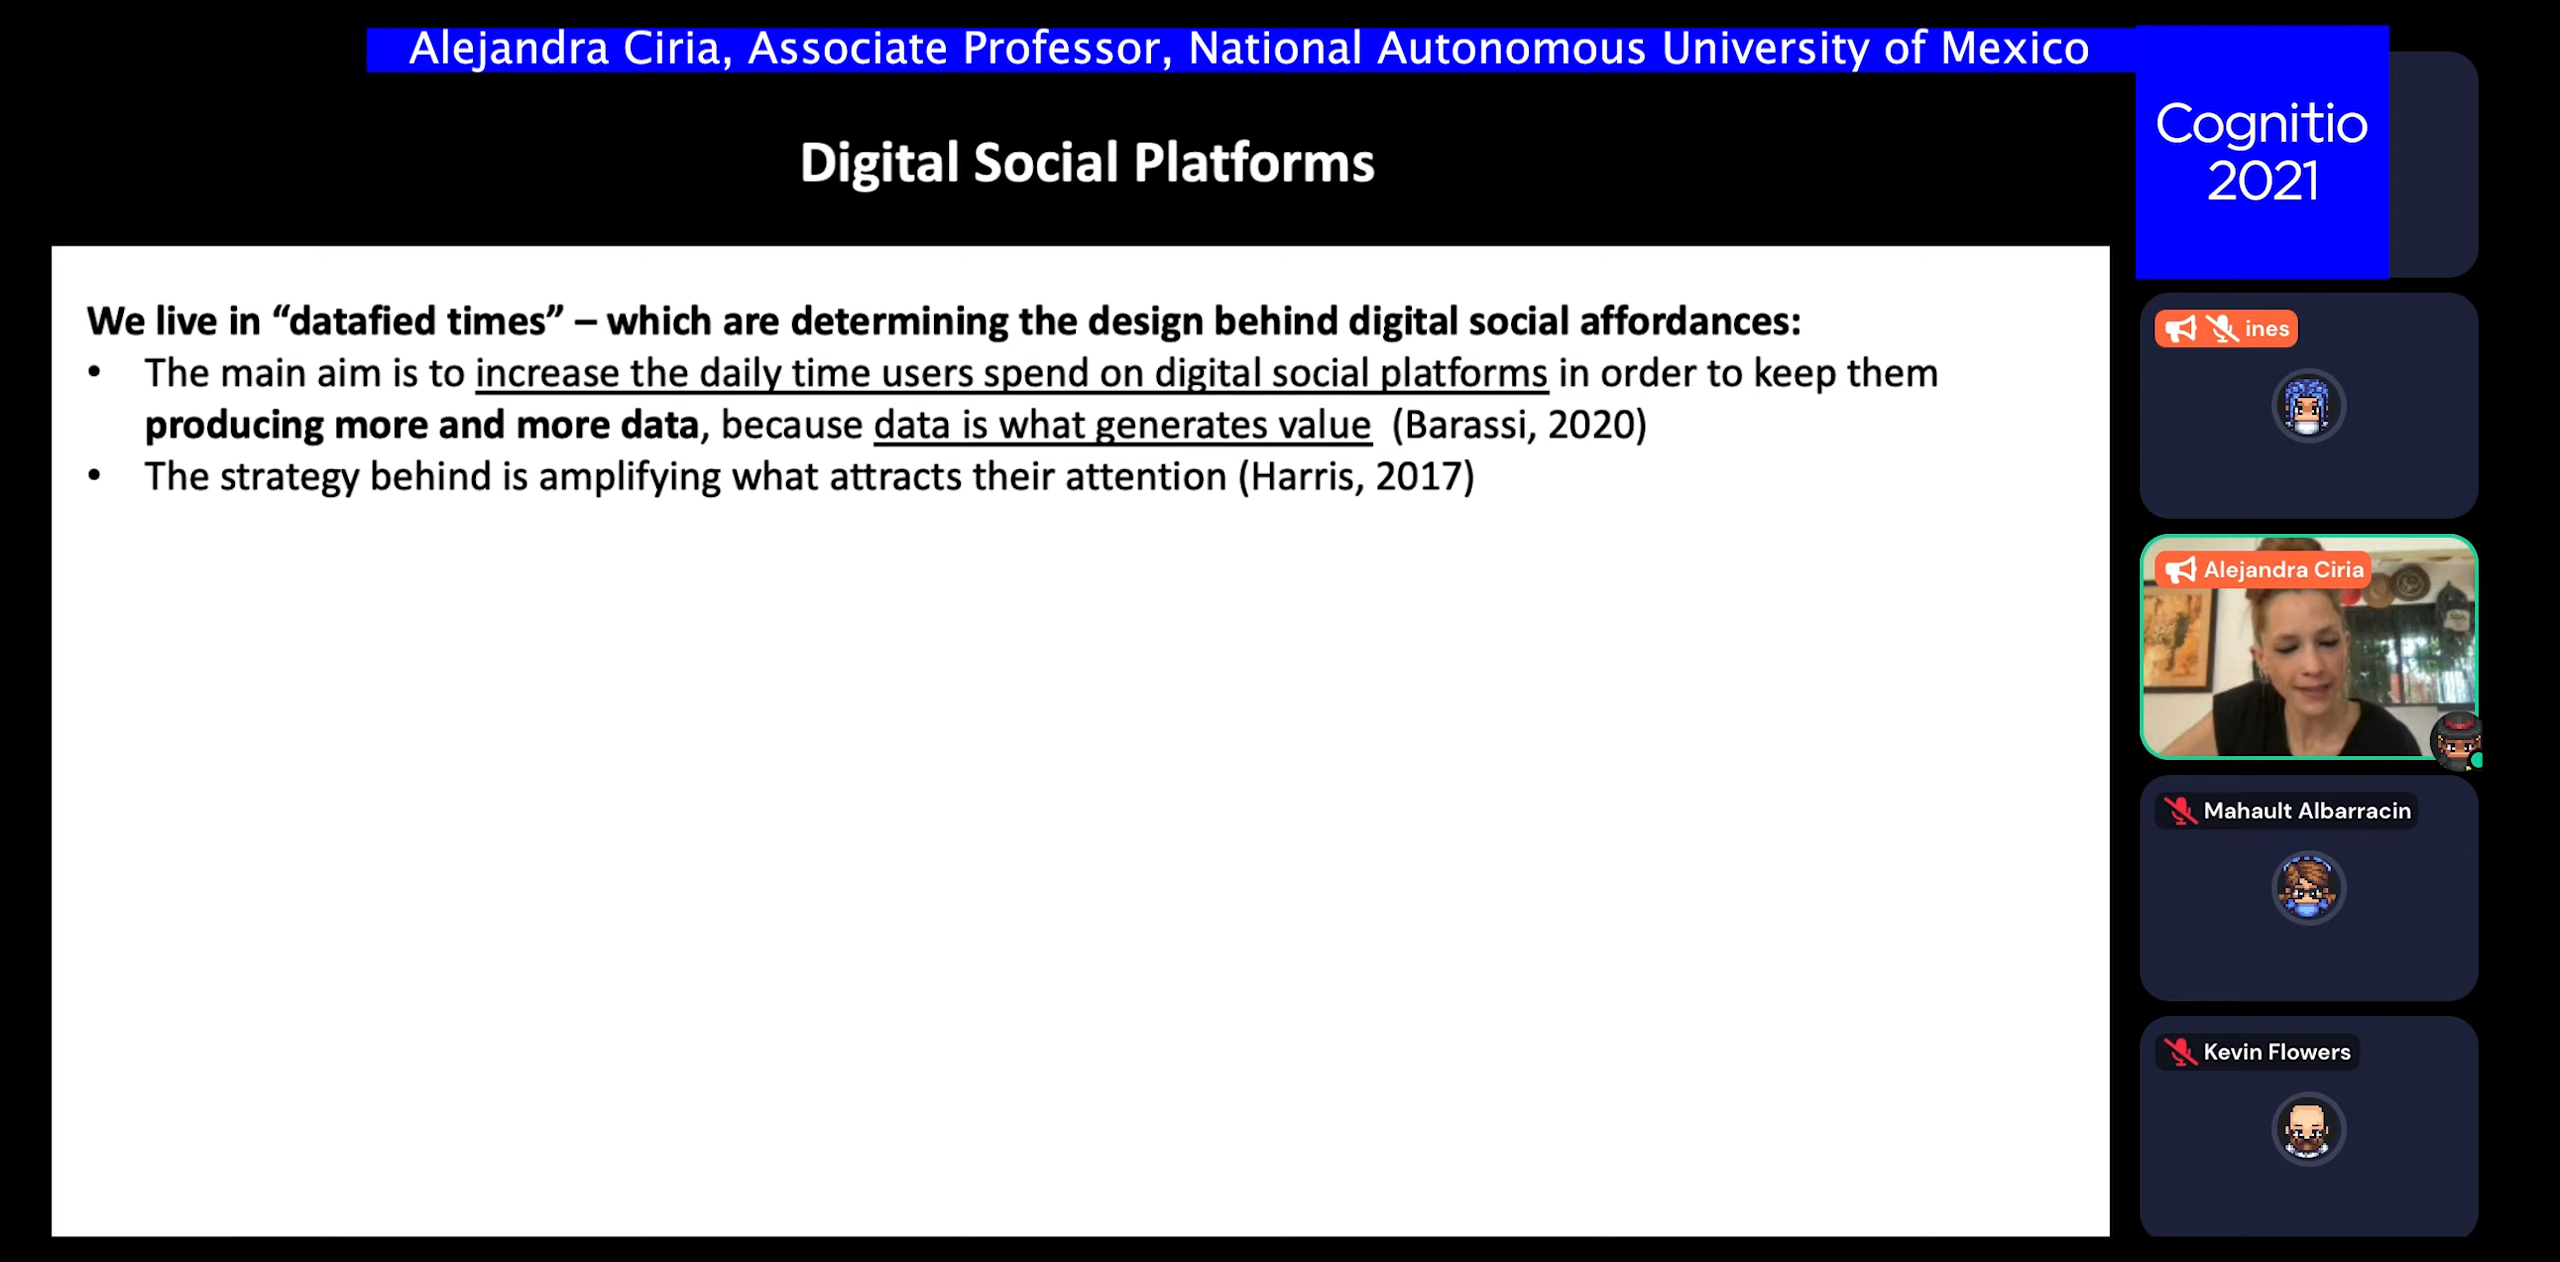 Alejandra Ciria, Associate Professor, National Autonomous University of Mexico
Cognitio
2021
Digital Social Platforms
We live in “datafied times” – which are determining the design behind digital social affordances:
• The main aim is to increase the daily time users spend on digital social platforms in order to keep them
producing more and more data, because data is what generates value (Barassi, 2020)
• The strategy behind is amplifying what attracts their attention (Harris, 2017)
ines
Alejandra Ciria
Mahault Albarracin
Kevin Flowers